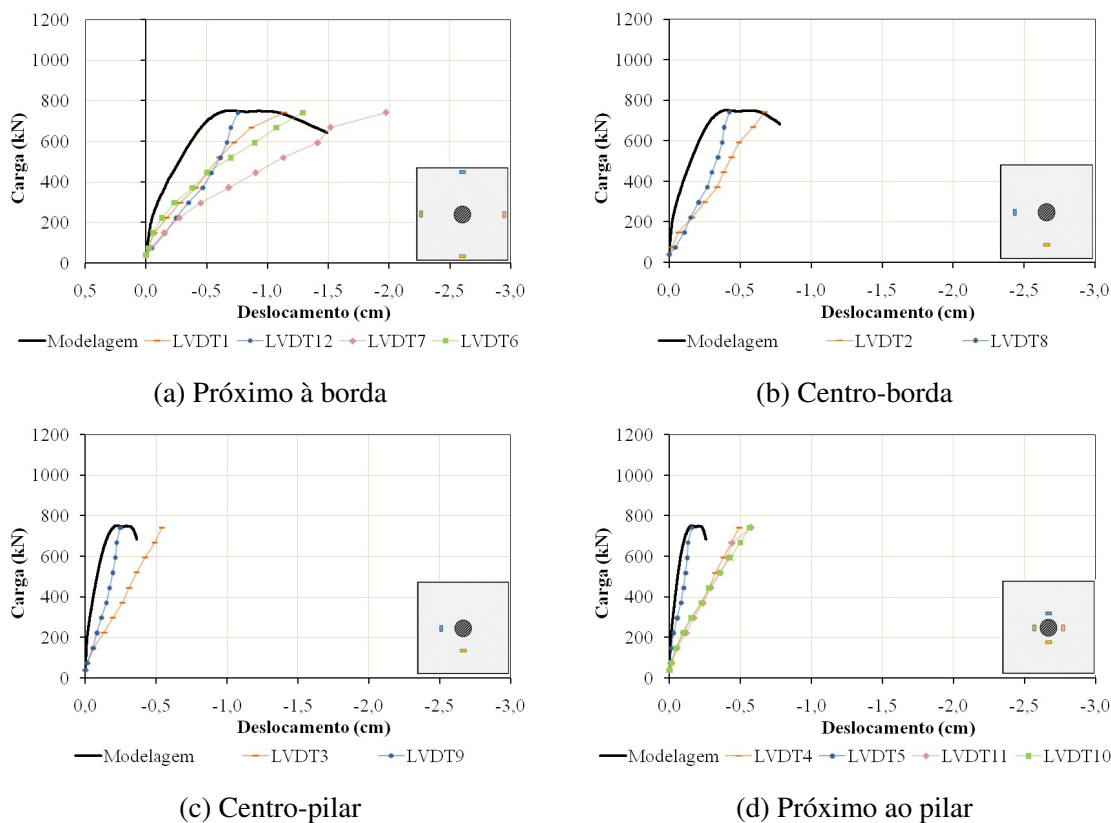 1200
1000
800
600
400
200
0
Carga (kN)
0,5 0,0 -0,5 -1,0 -1,5 -2,0 -2,5 -3,0
Deslocamento (cm)
Modelagem LVDT1 LVDT12 LVDT7 LVDT6
(a) Próximo à borda
1200
1000
800
600
400
200
0
Carga (kN)
0,0 -0,5 -1,0 -1,5 -2,0 -2,5 -3,0
Deslocamento (cm)
Modelagem LVDT2 LVDT8
(b) Centro-borda
1200
1000
800
600
400
200
0
Carga (kN)
0,0 -0,5 -1,0 -1,5 -2,0 -2,5 -3,0
Deslocamento (cm)
Modelagem LVDT3 LVDT9
(c) Centro-pilar
1200
1000
800
600
400
200
0
Carga (kN)
0,0 -0,5 -1,0 -1,5 -2,0 -2,5 -3,0
Deslocamento (cm)
Modelagem LVDT4 LVDT5 LVDT11 LVDT10
(d) Próximo ao pilar